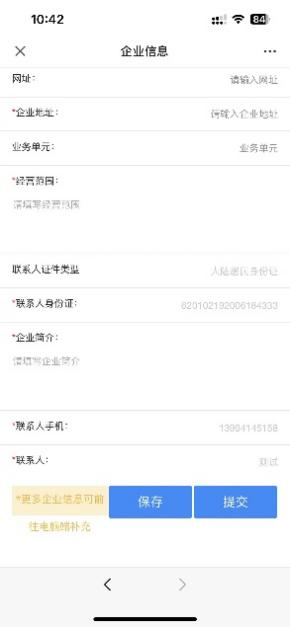 10:42
84
企业信息
网址：
请输入网址
*企业地址：
请输入企业地址
业务单元：
业务单元
*经营范围：
请填写经营范围
联系人证件类型
大陆居民身份证
*联系人身份证：
620102192006184333
*企业简介：
请填写企业简介
*联系人手机：
13994145158
*联系人：
测试
*更多企业信息可前
往电脑端补充
保存
提交